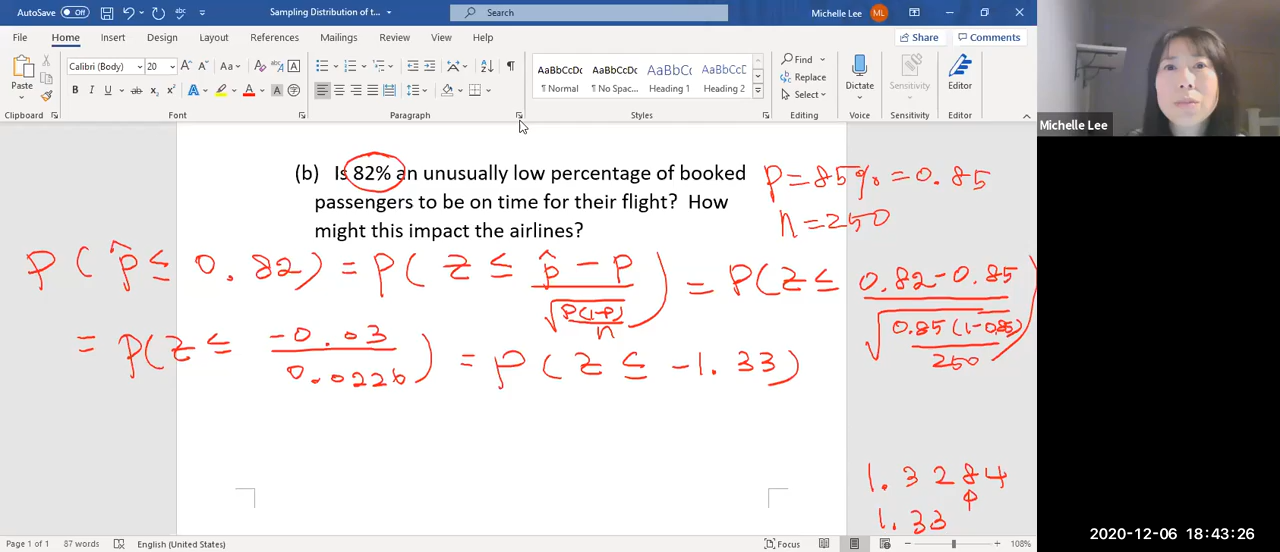 AutoSave Off Sampling Distribution of t... Search Michelle Lee ML
File Home Insert Design Layout References Mailings Review View Help Share Comments
Paste Calibri (Body) 20 Aa AaBbCcDc AaBbCcDc AaBbCc AaBbCcD Find Replace Select Dictate Sensitivity Editor
¶ Normal ¶ No Spac... Heading 1 Heading 2
Clipboard Font Paragraph Styles Editing Voice Sensitivity Editor
Michelle Lee
(b) Is 82% an unusually low percentage of booked
passengers to be on time for their flight? How
might this impact the airlines?
p = 85% = 0.85
n = 250
P( p̂ ≤ 0.82) = P( z ≤ (p̂ - p)/√(p(1-p)/n) ) = P(z ≤ (0.82 - 0.85)/√(0.85(1-0.85)/250))
= P(z ≤ -0.03/0.0226) = P(z ≤ -1.33)
1.3284
1.33
Page 1 of 1 87 words English (United States) Focus 108%
2020-12-06 18:43:26